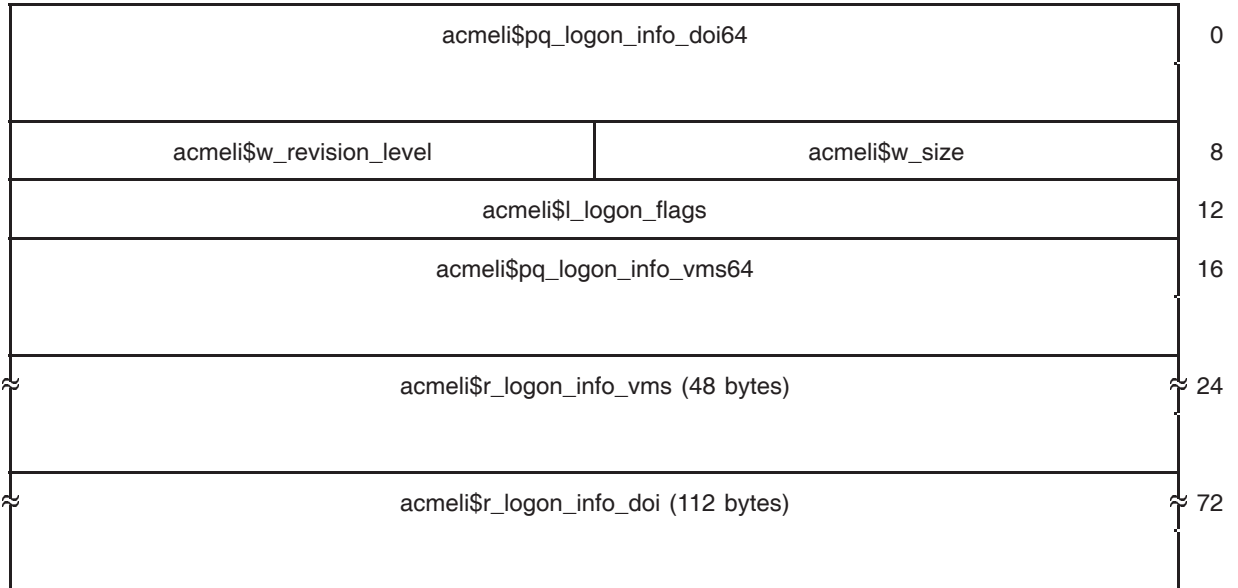 acmeli$pq_logon_info_doi64 0
acmeli$w_revision_level acmeli$w_size 8
acmeli$l_logon_flags 12
acmeli$pq_logon_info_vms64 16
acmeli$r_logon_info_vms (48 bytes) 24
acmeli$r_logon_info_doi (112 bytes) 72